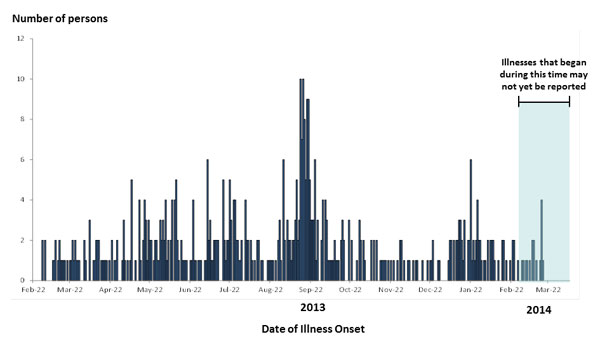 Number of persons
Illnesses that began
during this time may
not yet be reported
12
10
8
6
4
2
0
Feb-22 Mar-22 Apr-22 May-22 Jun-22 Jul-22 Aug-22 Sep-22 Oct-22 Nov-22 Dec-22 Jan-22 Feb-22 Mar-22
2013 2014
Date of Illness Onset